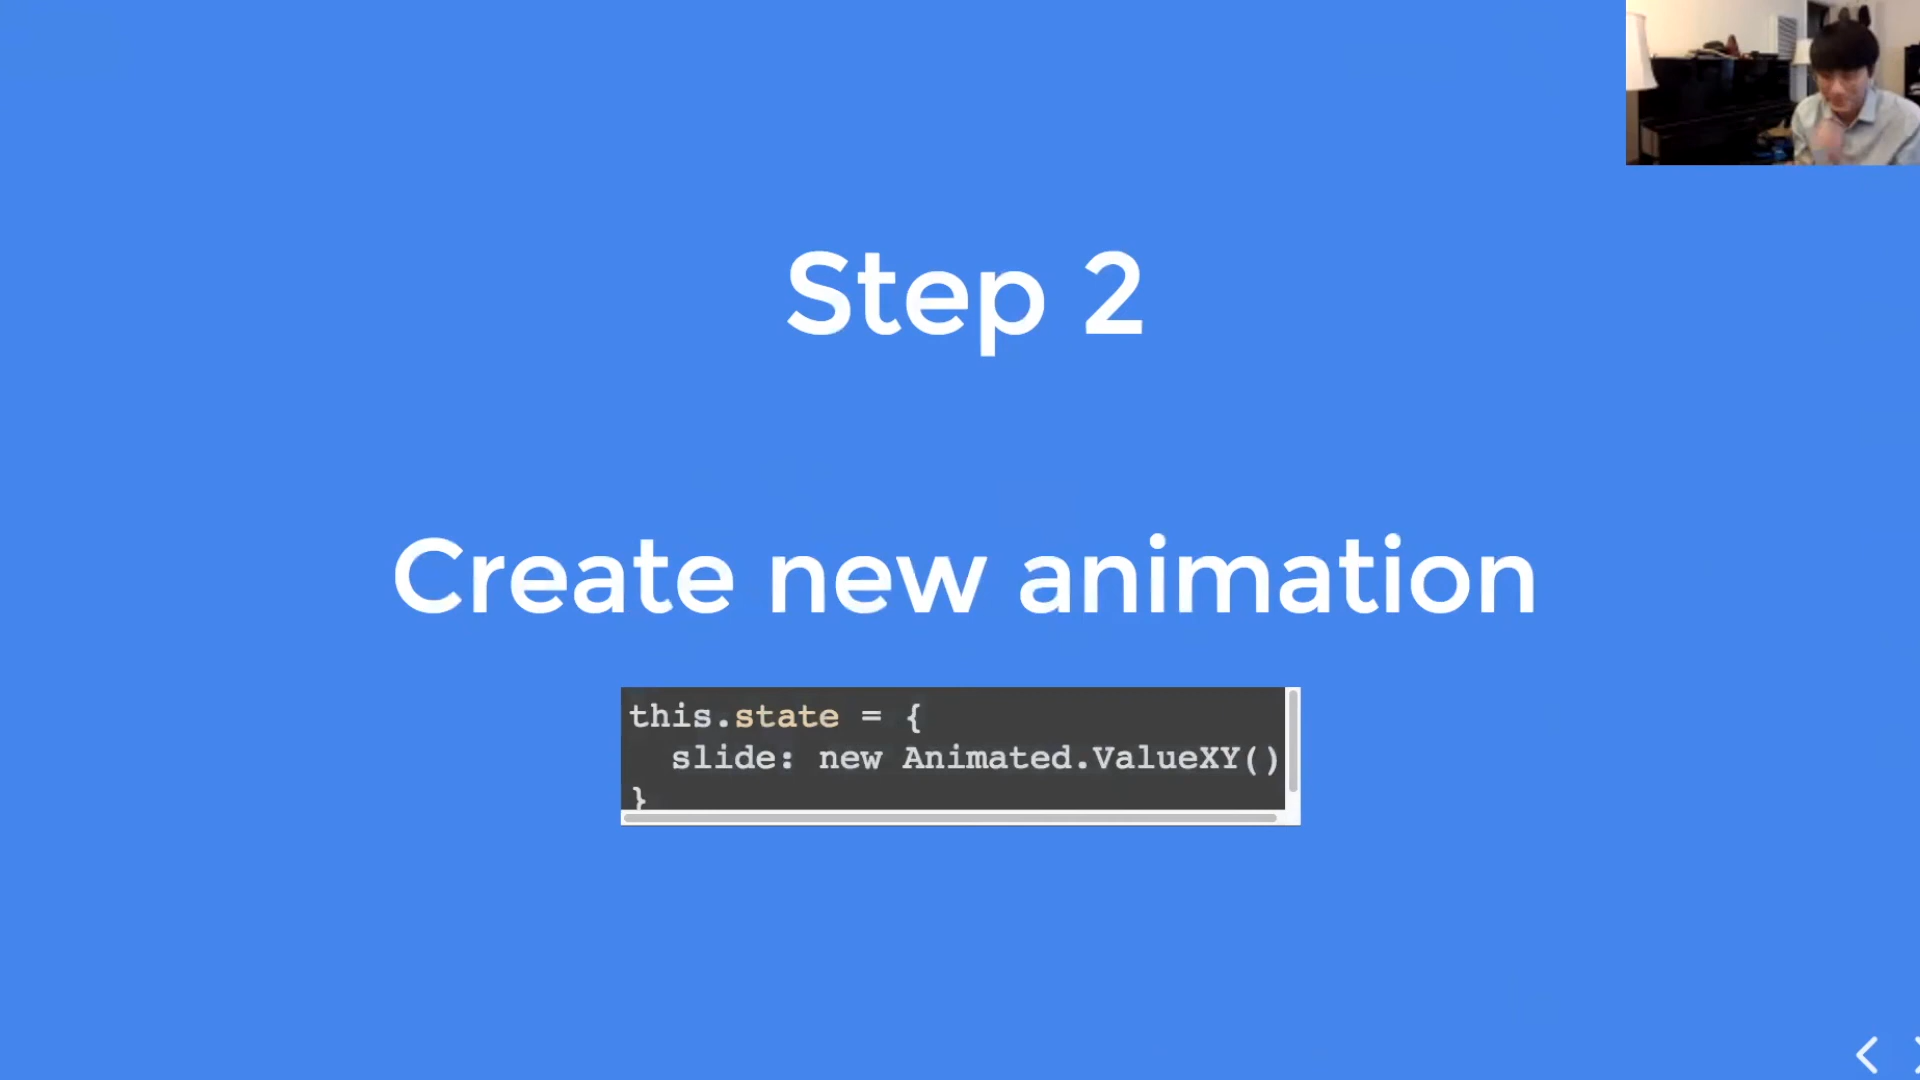 Step 2
Create new animation
this.state = {
slide: new Animated.ValueXY()
}